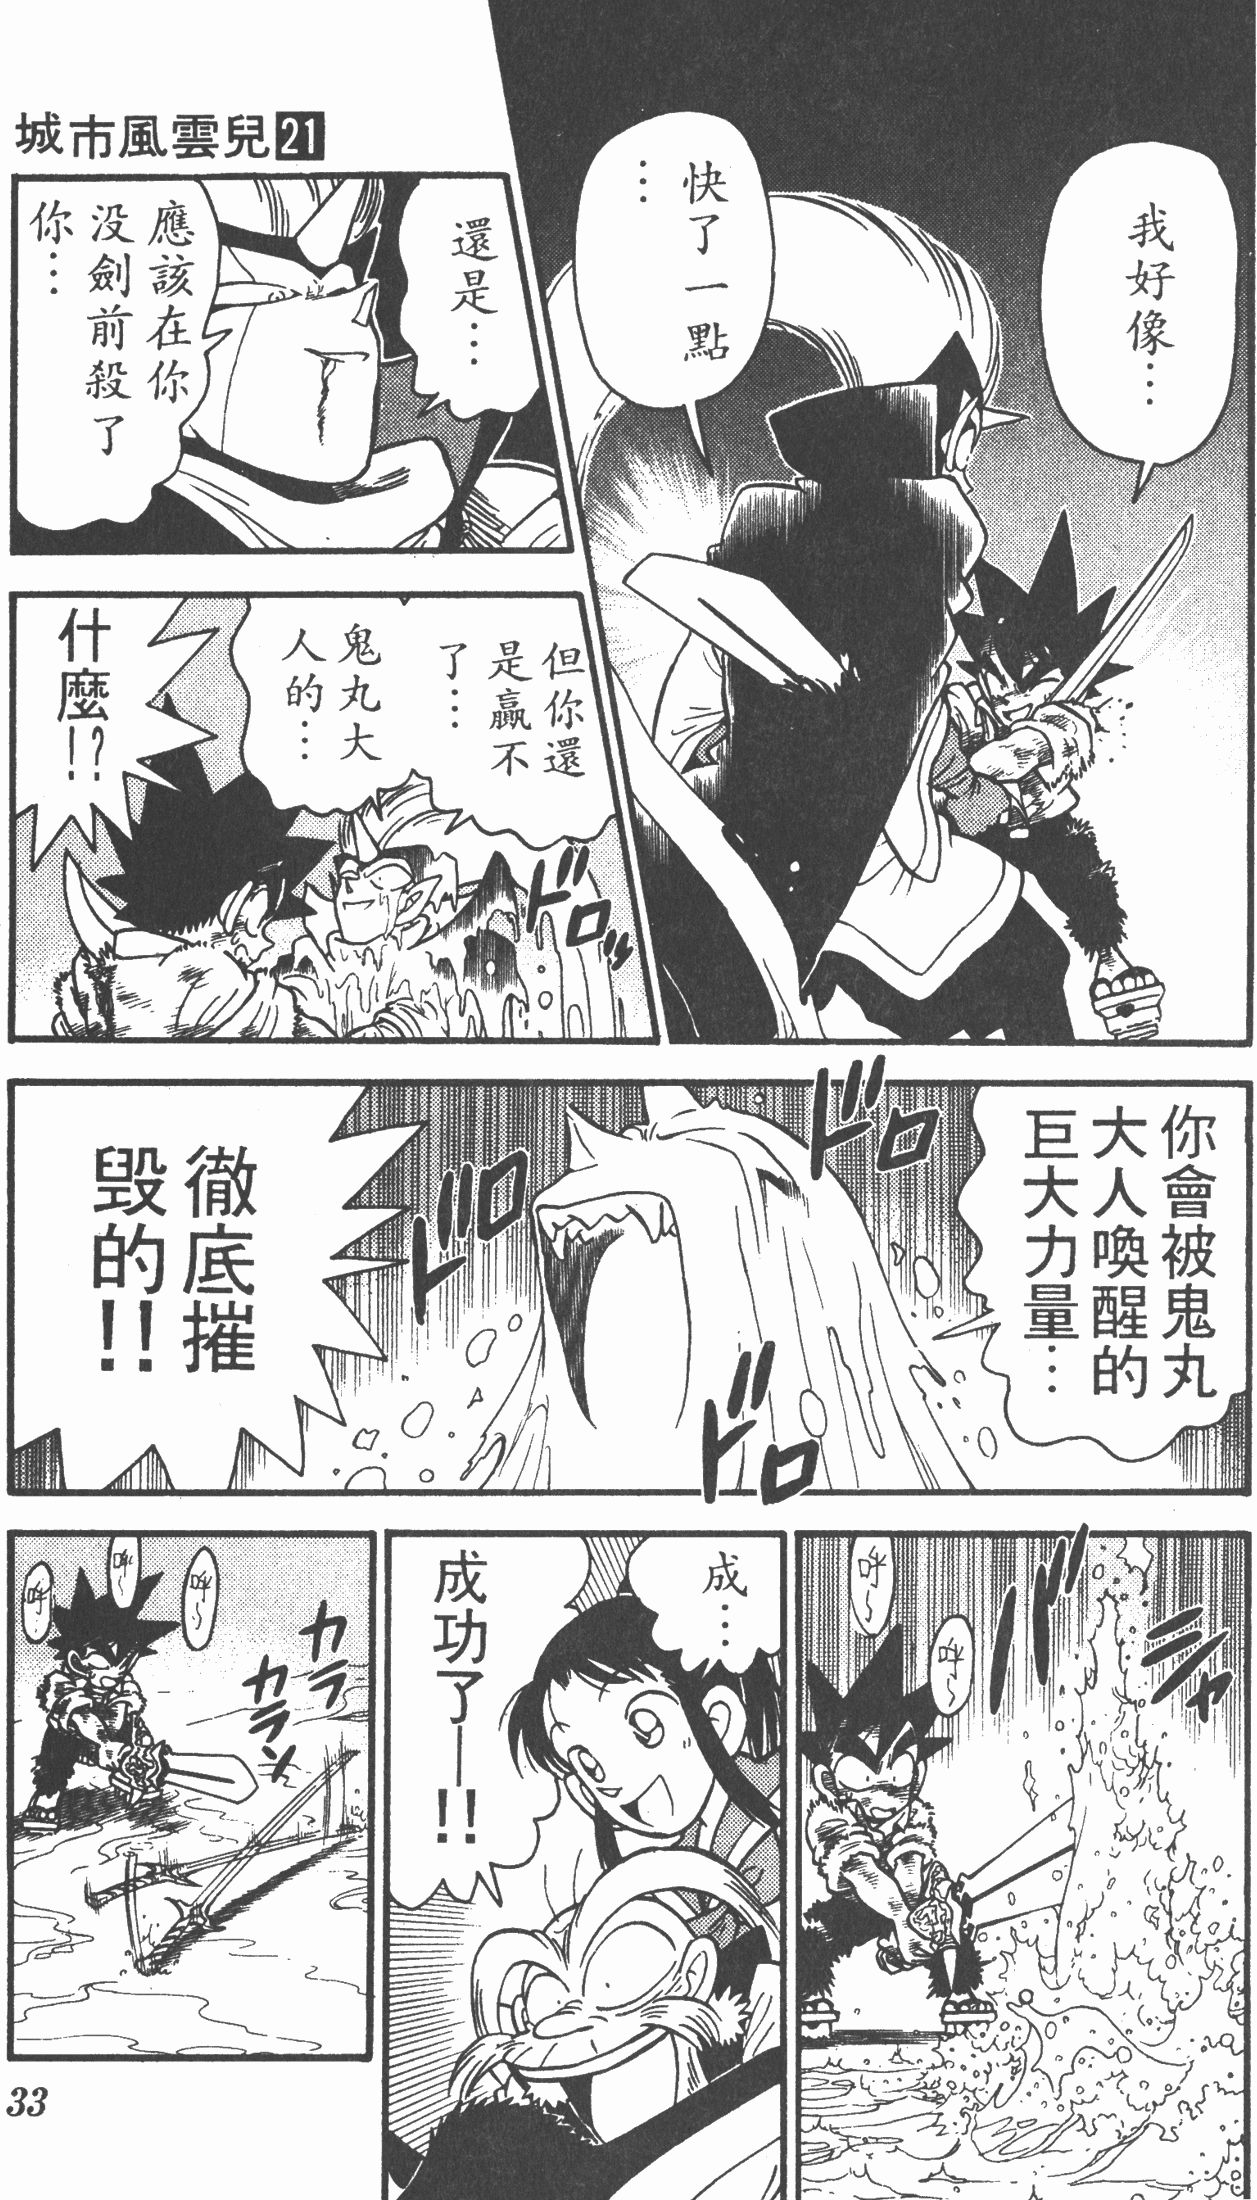 城市風雲兒21
我好像⋯
快了一點
⋯
還是⋯
應該在你
没劍前殺了
你⋯
但你還
是贏不
了⋯
鬼丸大
人的⋯
什麼!?
ドロッ
你會被鬼丸
大人喚醒的
巨大力量⋯
ドロ
ドロ
ドロ
徹底摧
毀的!!
バシャ
呼~
呼~
成⋯
成功了—!!
カラ
カラン
呼~
呼~
呼~
33